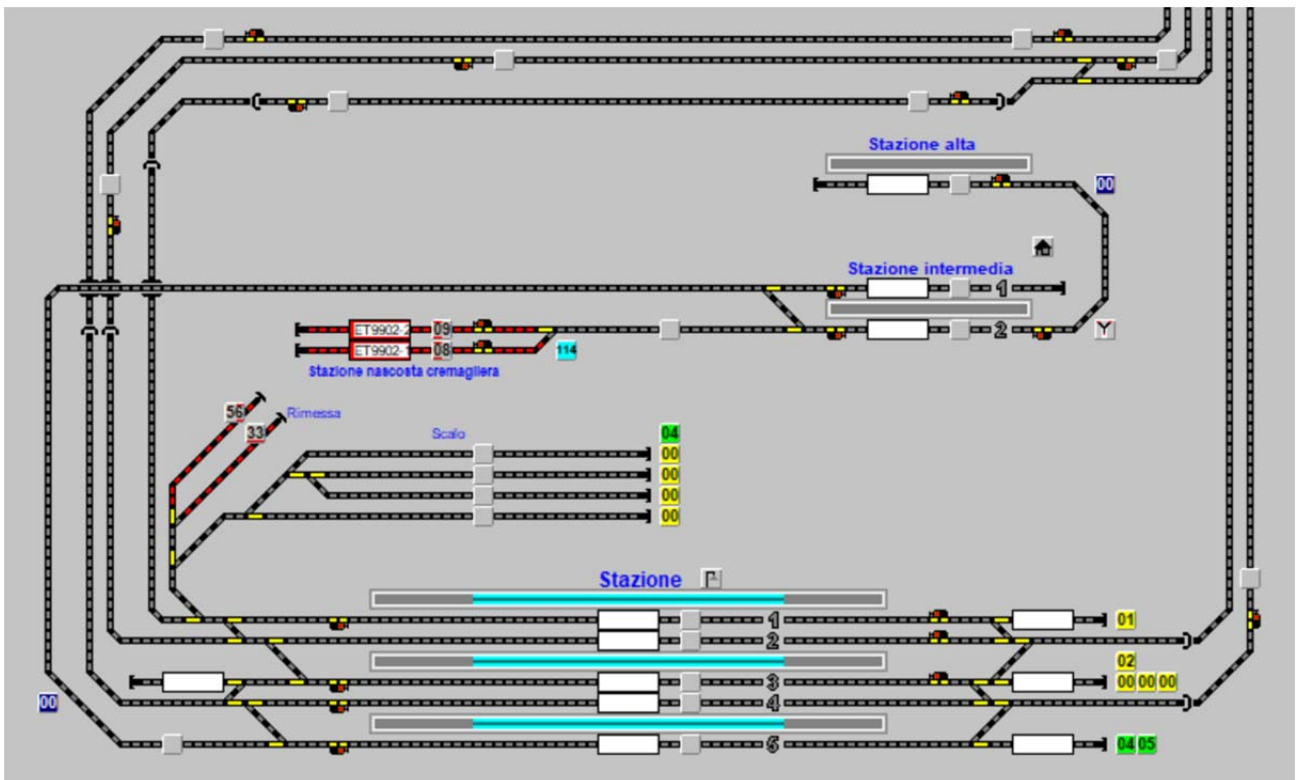 Stazione alta
00
Stazione intermedia
1
ET9902-2 09
2
Y
ET9902-1 08
114
Stazione nascosta cremagliera
56
Rimessa
33
Scalo
04
00
00
00
00
Stazione
1
01
2
02
3
00 00 00
00
4
5
04 05